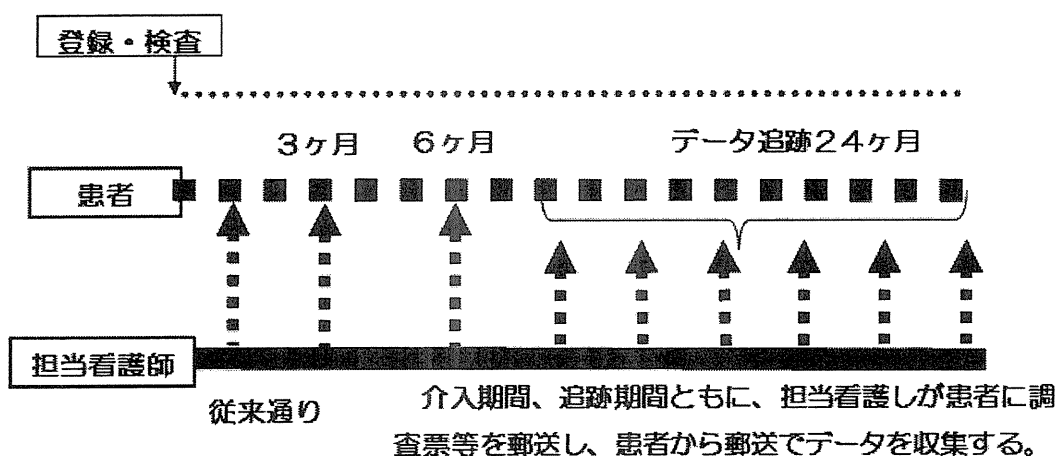 登録・検査
3ヶ月 6ヶ月 データ追跡24ヶ月
患者
担当看護師
従来通り
介入期間、追跡期間ともに、担当看護しが患者に調
査票等を郵送し、患者から郵送でデータを収集する。